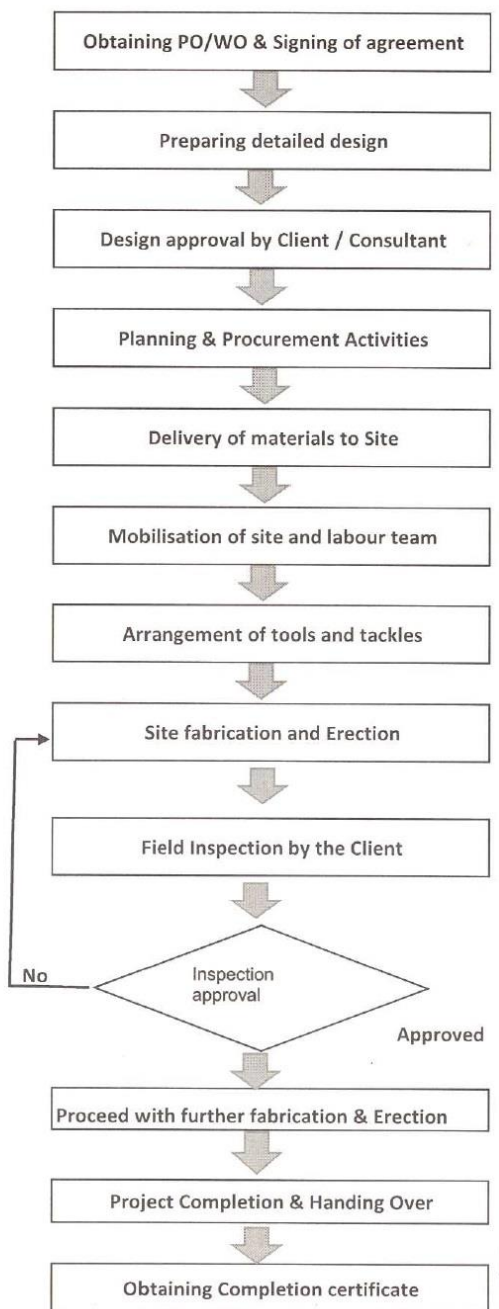 Obtaining PO/WO & Signing of agreement
Preparing detailed design
Design approval by Client / Consultant
Planning & Procurement Activities
Delivery of materials to Site
Mobilisation of site and labour team
Arrangement of tools and tackles
Site fabrication and Erection
Field Inspection by the Client
Inspection
approval
No
Approved
Proceed with further fabrication & Erection
Project Completion & Handing Over
Obtaining Completion certificate